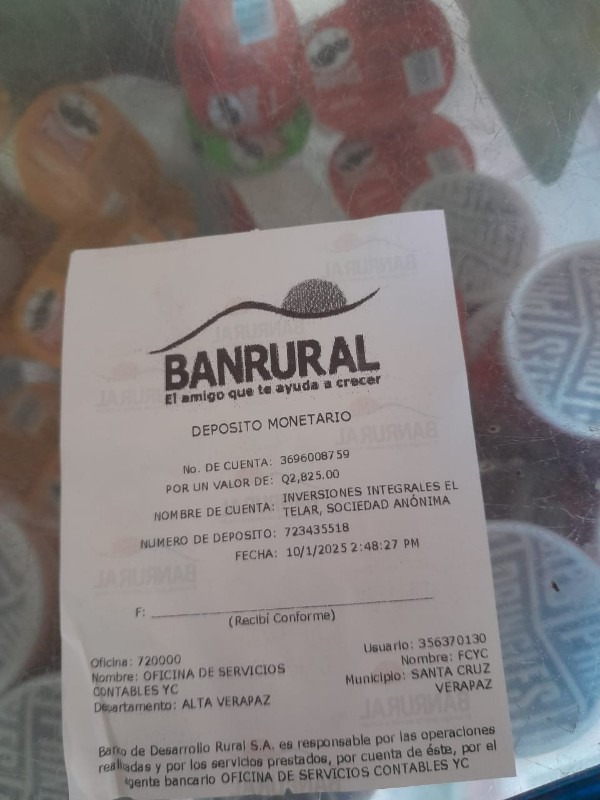 BANRURAL
El amigo que te ayuda a crecer
DEPOSITO MONETARIO
No. DE CUENTA: 3696008759
POR UN VALOR DE: Q2,825.00
NOMBRE DE CUENTA: INVERSIONES INTEGRALES EL
TELAR, SOCIEDAD ANÓNIMA
NUMERO DE DEPOSITO: 723435518
FECHA: 10/1/2025 2:48:27 PM
F:
(Recibi Conforme)
Oficina: 720000
Nombre: OFICINA DE SERVICIOS
CONTABLES YC
Departamento: ALTA VERAPAZ
Usuario: 356370130
Nombre: FCYC
Municipio: SANTA CRUZ
VERAPAZ
Banco de Desarrollo Rural S.A. es responsable por las operaciones
realizadas y por los servicios prestados, por cuenta de éste, por el
agente bancario OFICINA DE SERVICIOS CONTABLES YC